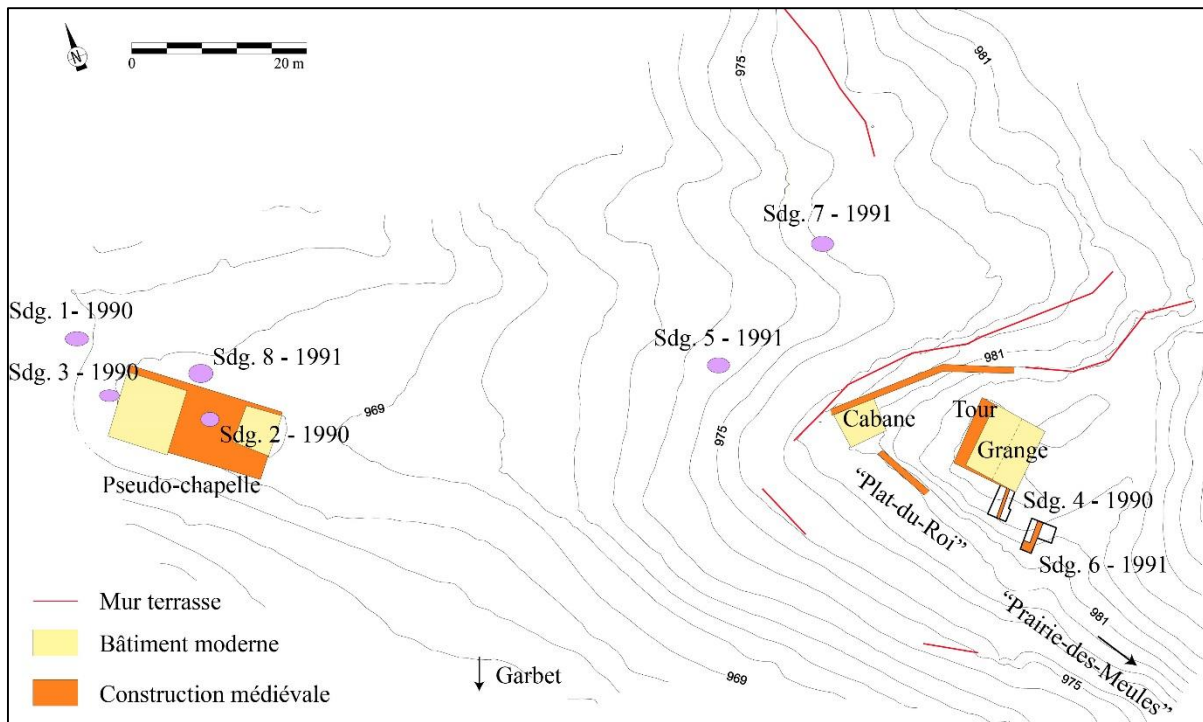 N
0 20 m
975
981
Sdg. 7 - 1991
Sdg. 1 - 1990
Sdg. 5 - 1991
Sdg. 8 - 1991
Sdg. 3 - 1990
981
969
Cabane
Tour
Sdg. 2 - 1990
975
Grange
Pseudo-chapelle
Sdg. 4 - 1990
“Plat-du-Roi”
Sdg. 6 - 1991
Mur terrasse
981
“Prairie-des-Meules”
Bâtiment moderne
Garbet
969
975
Construction médiévale